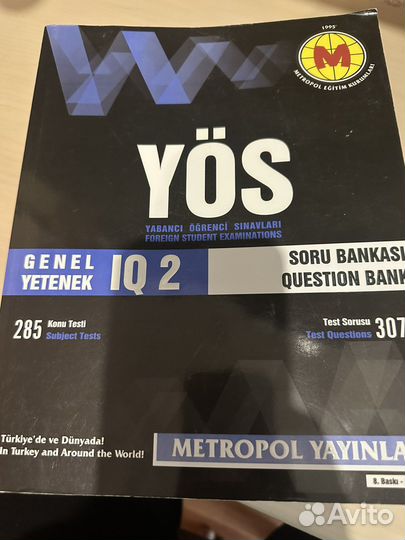 1995'
M
METROPOL EĞİTİM KURUMLARI
YÖS
YABANCI ÖĞRENCİ SINAVLARI
FOREIGN STUDENT EXAMINATIONS
GENEL
YETENEK
IQ 2
SORU BANKASI
QUESTION BANK
285
Konu Testi
Subject Tests
Test Sorusu
Test Questions
307
Türkiye'de ve Dünyada!
In Turkey and Around the World!
METROPOL YAYINLA
8. Baskı -
Avito